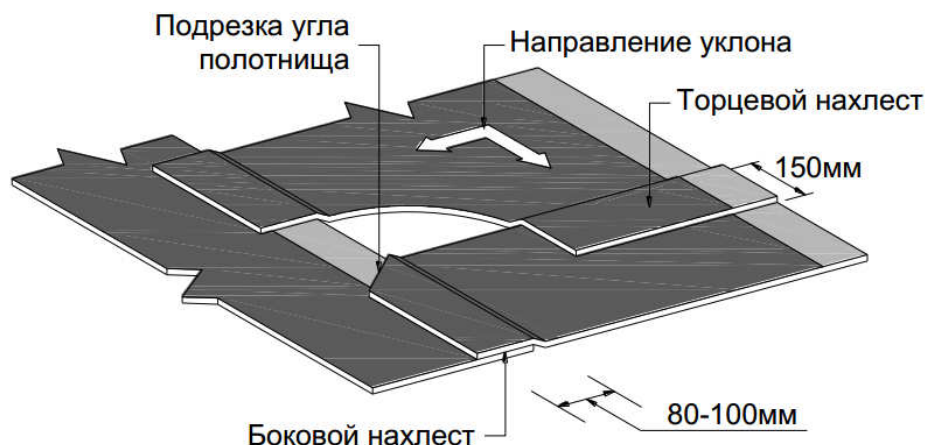 Подрезка угла
полотнища
Направление уклона
Торцевой нахлест
150мм
80-100мм
Боковой нахлест